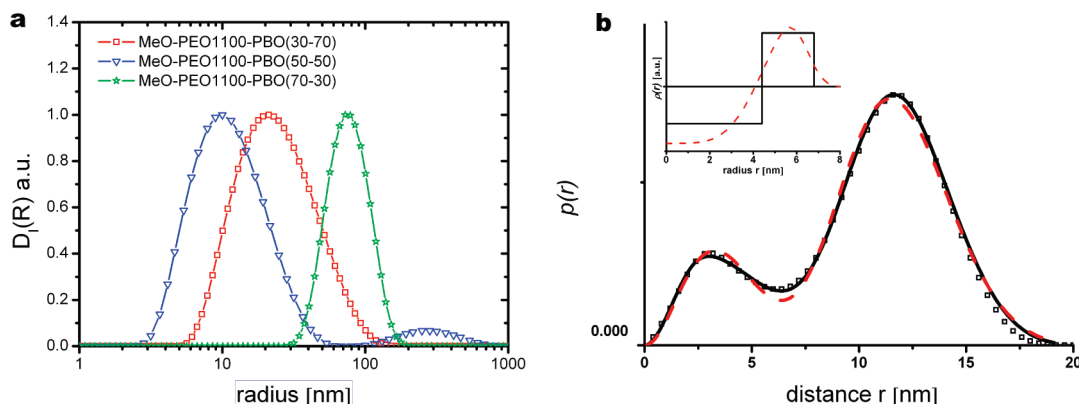 a
1.4
1.2
1.0
0.8
0.6
0.4
0.2
0.0
D_I(R) a.u.
MeO-PEO1100-PBO(30-70)
MeO-PEO1100-PBO(50-50)
MeO-PEO1100-PBO(70-30)
1 10 100 1000
radius [nm]
b
ρ(r) [a.u.]
0 2 4 6 8
radius r [nm]
p(r)
0.000
0 5 10 15 20
distance r [nm]